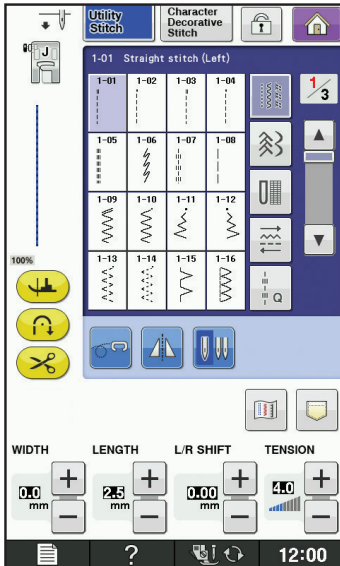 Utility
Stitch
Character
Decorative
Stitch
J
1-01 Straight stitch (Left)
1-01 1-02 1-03 1-04
1/3
1-05 1-06 1-07 1-08
1-09 1-10 1-11 1-12
1-13 1-14 1-15 1-16
Q
100%
WIDTH LENGTH L/R SHIFT TENSION
0.0 mm + −
2.5 mm + −
0.00 mm + −
4.0 + −
? 12:00